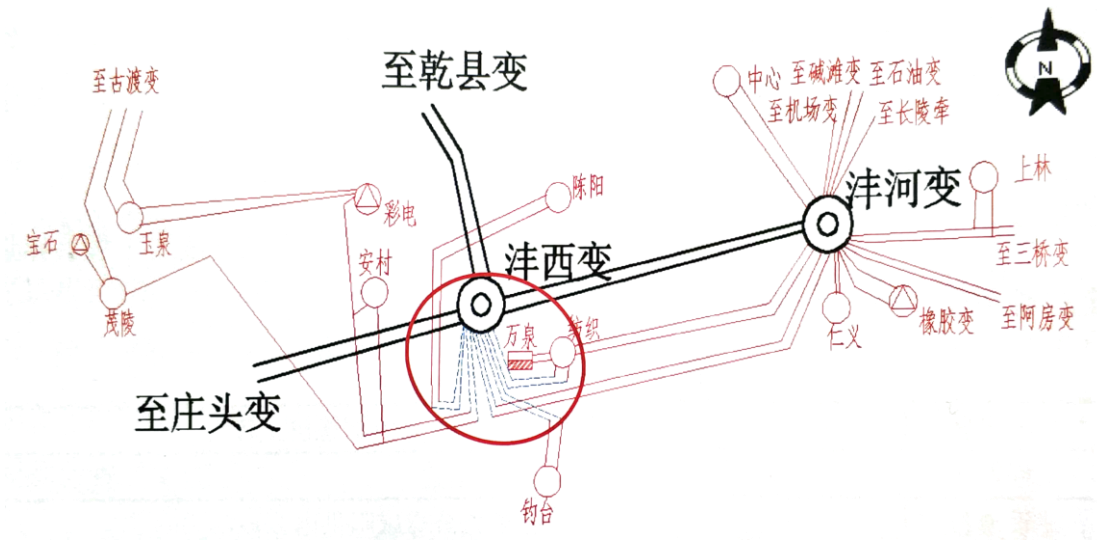 至乾县变
至古渡变
中心
至碱滩变
至石油变
至机场变
至长陵牵
N
上林
沣河变
陈阳
彩电
宝石
玉泉
安村
沣西变
至三桥变
茂陵
万泉
纺织
仁义
橡胶变
至阿房变
至庄头变
钓台